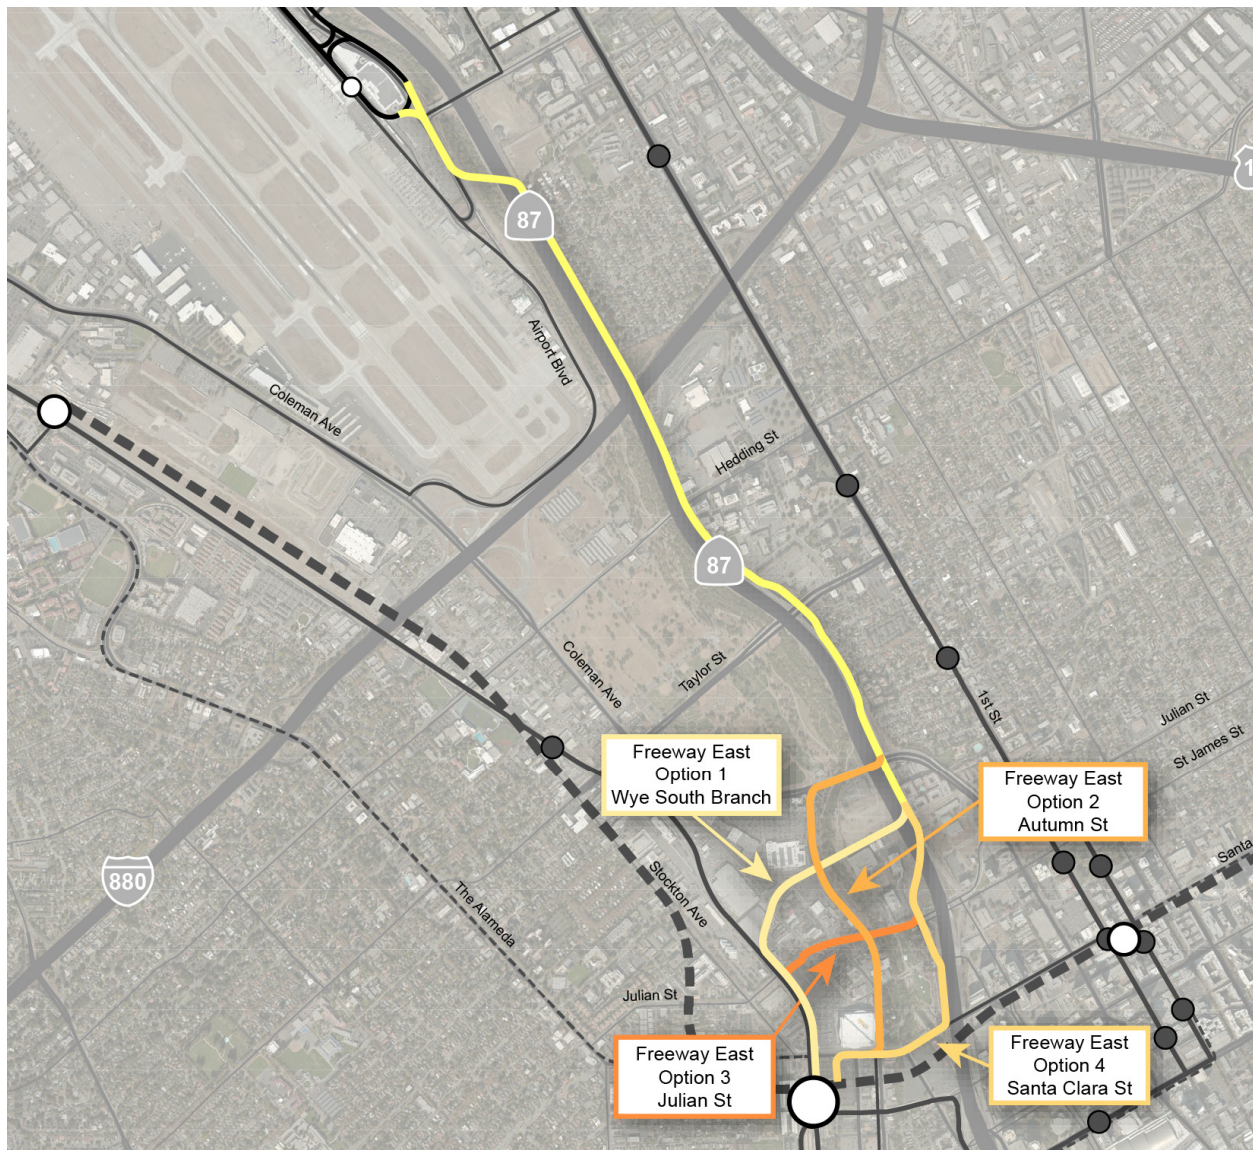 1
87
Airport Blvd
Coleman Ave
Hedding St
87
Coleman Ave
Taylor St
1st St
Julian St
St James St
Freeway East
Option 1
Wye South Branch
Freeway East
Option 2
Autumn St
Santa
880
Stockton Ave
The Alameda
Julian St
Freeway East
Option 3
Julian St
Freeway East
Option 4
Santa Clara St